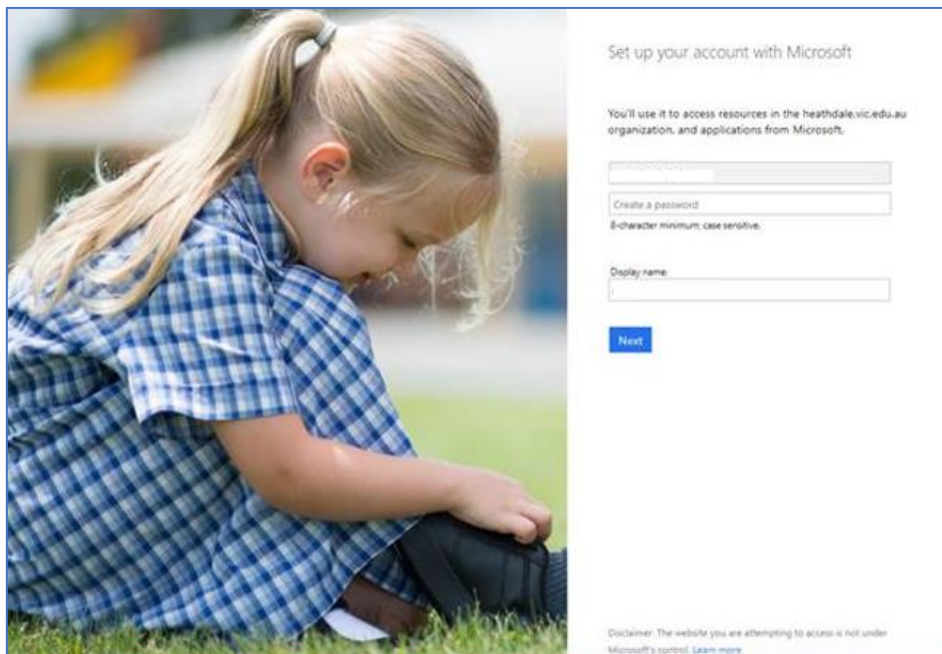 Set up your account with Microsoft
You'll use it to access resources in the heathdale.vic.edu.au
organization, and applications from Microsoft.
Create a password
8-character minimum; case sensitive.
Display name:
Next
Disclaimer: The website you are attempting to access is not under
Microsoft's control. Learn more